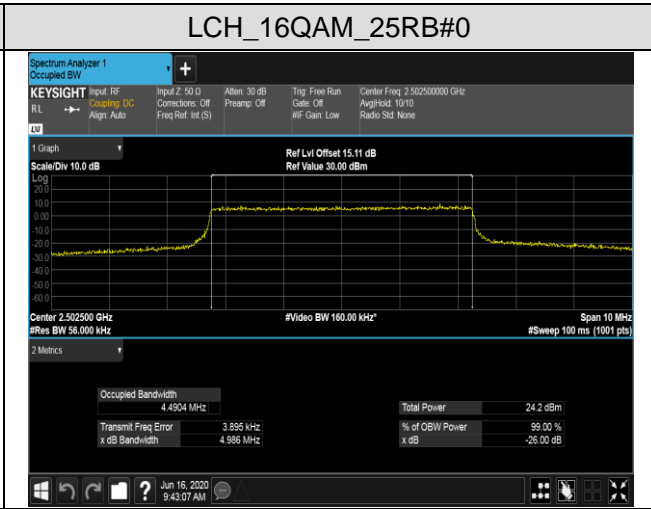 LCH_16QAM_25RB#0
Spectrum Analyzer 1
Occupied BW
+
KEYSIGHT Input: RF Input Z: 50 Ω Atten: 30 dB Trig: Free Run Center Freq: 2.502500000 GHz
RL Coupling: DC Corrections: Off Preamp: Off Gate: Off Avg|Hold: 10/10
Align: Auto Freq Ref: Int (S) #IF Gain: Low Radio Std: None
LXI
1 Graph
Ref Lvl Offset 15.11 dB
Scale/Div 10.0 dB Ref Value 30.00 dBm
Log
20.0
10.0
0.00
-10.0
-20.0
-30.0
-40.0
-50.0
-60.0
Center 2.502500 GHz #Video BW 160.00 kHz* Span 10 MHz
#Res BW 56.000 kHz #Sweep 100 ms (1001 pts)
2 Metrics
Occupied Bandwidth
4.4904 MHz Total Power 24.2 dBm
Transmit Freq Error 3.895 kHz % of OBW Power 99.00 %
x dB Bandwidth 4.986 MHz x dB -26.00 dB
? Jun 16, 2020
9:43:07 AM